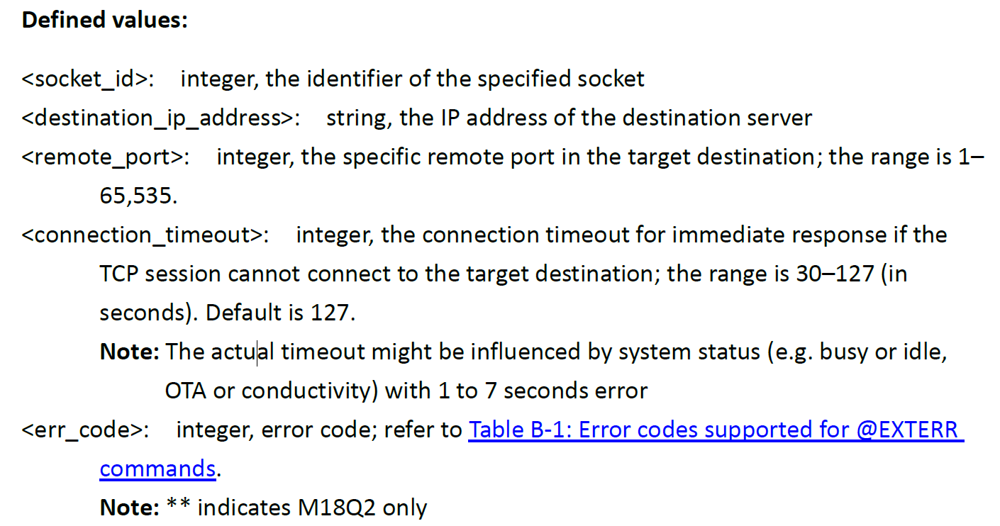 Defined values:
<socket_id>: integer, the identifier of the specified socket
<destination_ip_address>: string, the IP address of the destination server
<remote_port>: integer, the specific remote port in the target destination; the range is 1–
65,535.
<connection_timeout>: integer, the connection timeout for immediate response if the
TCP session cannot connect to the target destination; the range is 30–127 (in
seconds). Default is 127.
Note: The actual timeout might be influenced by system status (e.g. busy or idle,
OTA or conductivity) with 1 to 7 seconds error
<err_code>: integer, error code; refer to Table B-1: Error codes supported for @EXTERR
commands.
Note: ** indicates M18Q2 only